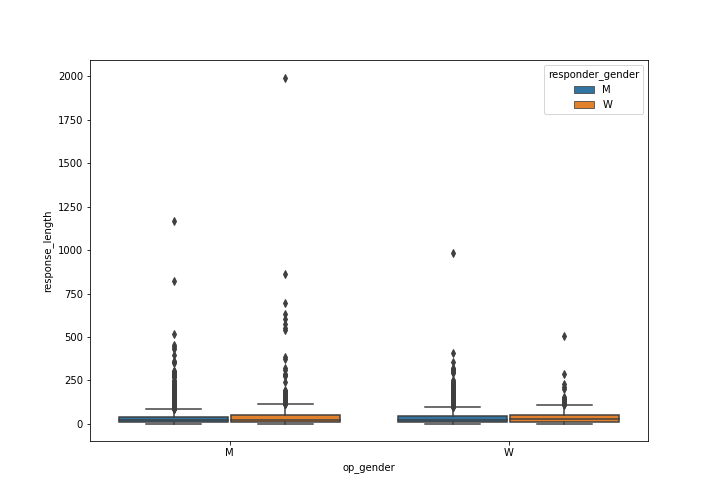 2000
1750
1500
1250
1000
750
500
250
0
response_length
responder_gender
M
W
M
W
op_gender